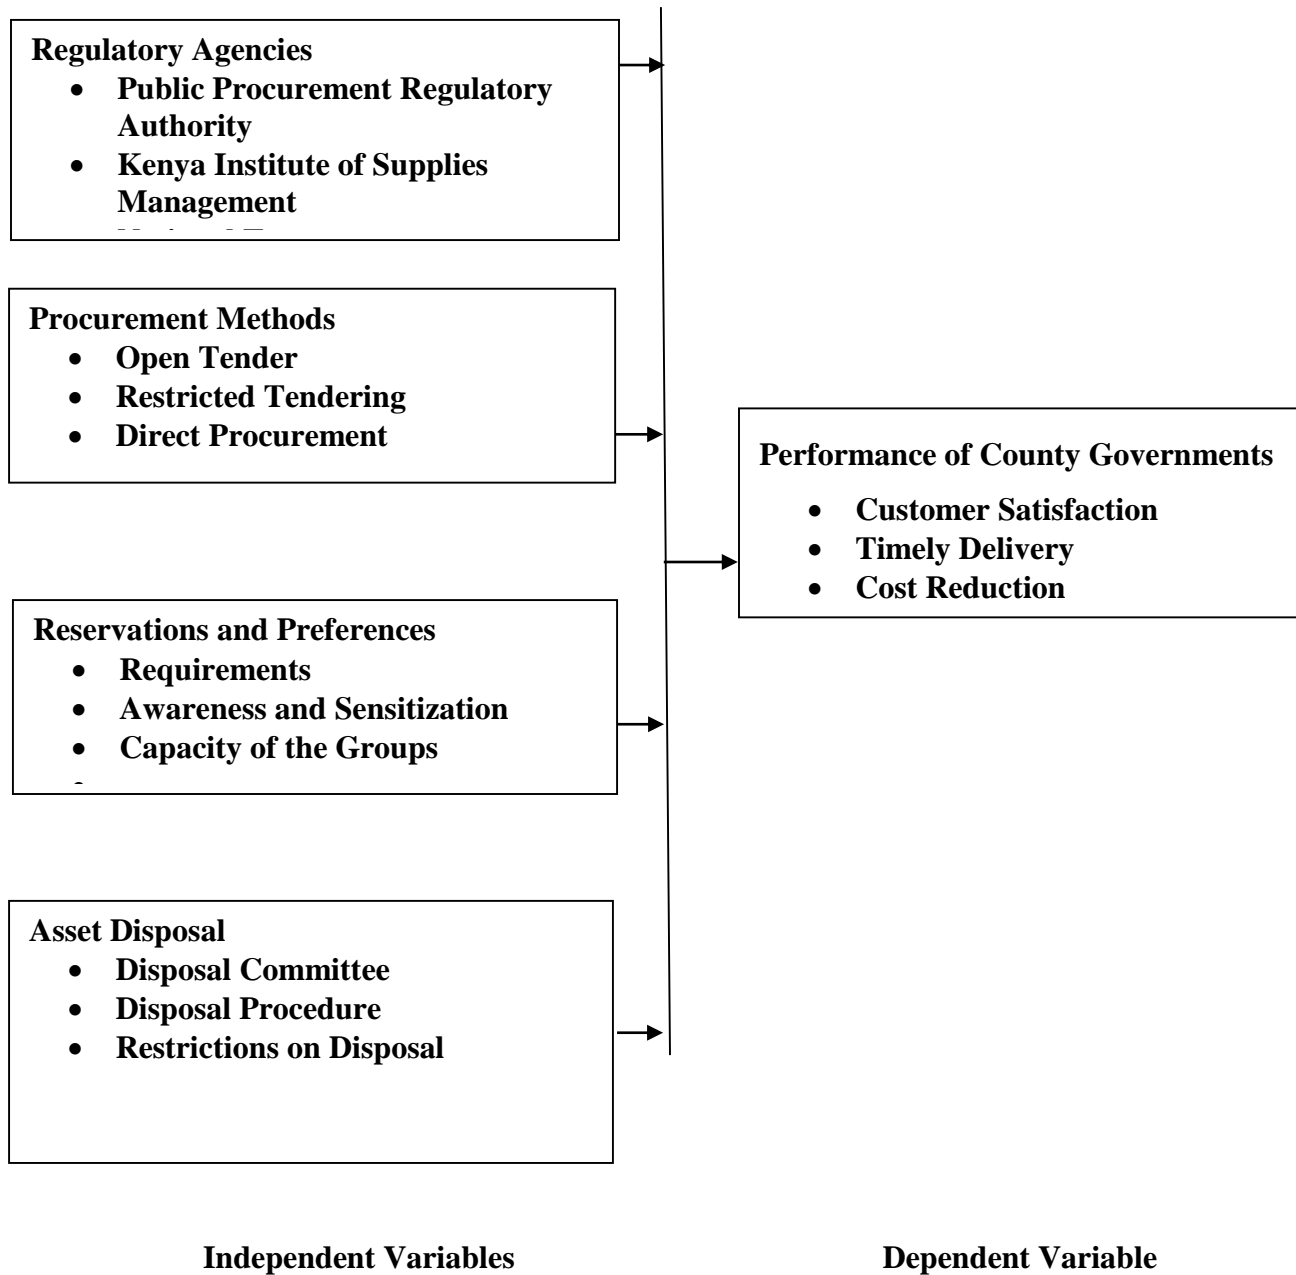 Regulatory Agencies
• Public Procurement Regulatory
Authority
• Kenya Institute of Supplies
Management
Procurement Methods
• Open Tender
• Restricted Tendering
• Direct Procurement
Performance of County Governments
• Customer Satisfaction
• Timely Delivery
• Cost Reduction
Reservations and Preferences
• Requirements
• Awareness and Sensitization
• Capacity of the Groups
•
Asset Disposal
• Disposal Committee
• Disposal Procedure
• Restrictions on Disposal
Independent Variables
Dependent Variable